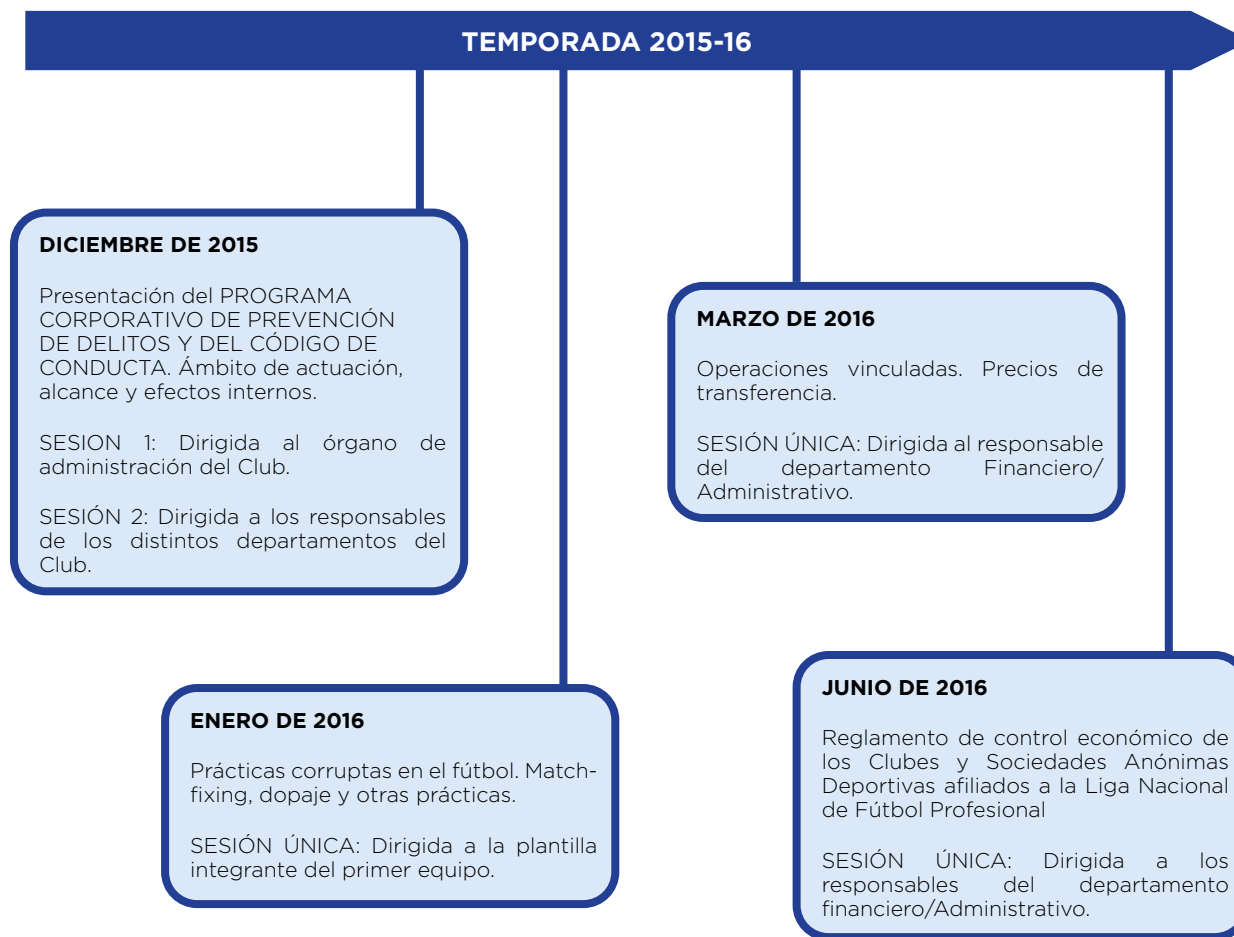 TEMPORADA 2015-16
DICIEMBRE DE 2015
Presentación del PROGRAMA
CORPORATIVO DE PREVENCIÓN
DE DELITOS Y DEL CÓDIGO DE
CONDUCTA. Ámbito de actuación,
alcance y efectos internos.
SESION 1: Dirigida al órgano de
administración del Club.
SESIÓN 2: Dirigida a los responsables
de los distintos departamentos del
Club.
ENERO DE 2016
Prácticas corruptas en el fútbol. Match-
fixing, dopaje y otras prácticas.
SESIÓN ÚNICA: Dirigida a la plantilla
integrante del primer equipo.
MARZO DE 2016
Operaciones vinculadas. Precios de
transferencia.
SESIÓN ÚNICA: Dirigida al responsable
del departamento Financiero/
Administrativo.
JUNIO DE 2016
Reglamento de control económico de
los Clubes y Sociedades Anónimas
Deportivas afiliados a la Liga Nacional
de Fútbol Profesional
SESIÓN ÚNICA: Dirigida a los
responsables del departamento
financiero/Administrativo.